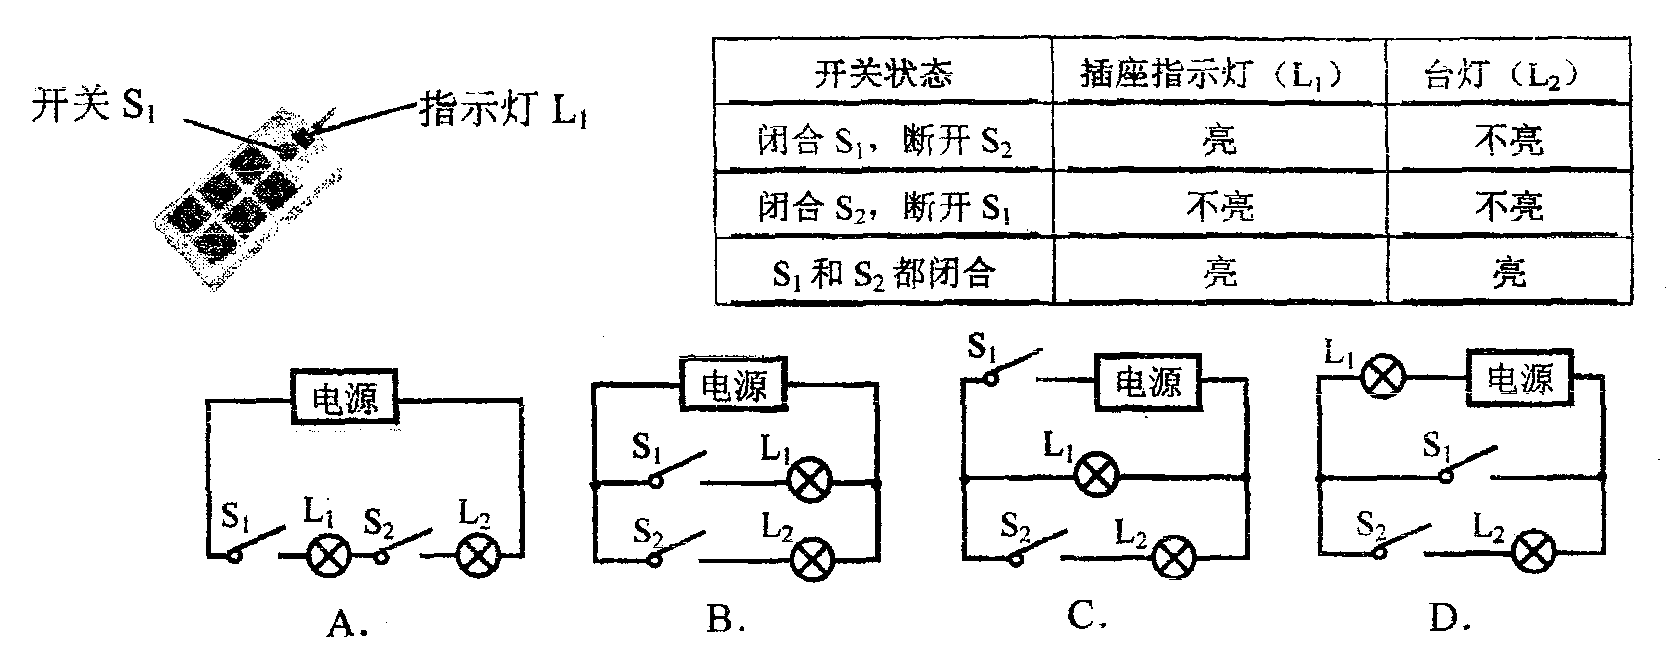 开关 S₁
指示灯 L₁
开关状态 插座指示灯（L₁） 台灯（L₂）
闭合 S₁，断开 S₂ 亮 不亮
闭合 S₂，断开 S₁ 不亮 不亮
S₁ 和 S₂ 都闭合 亮 亮
电源
S₁ L₁ S₂ L₂
A.
电源
S₁ L₁
S₂ L₂
B.
S₁ 电源
L₁
S₂ L₂
C.
L₁ 电源
S₁
S₂ L₂
D.